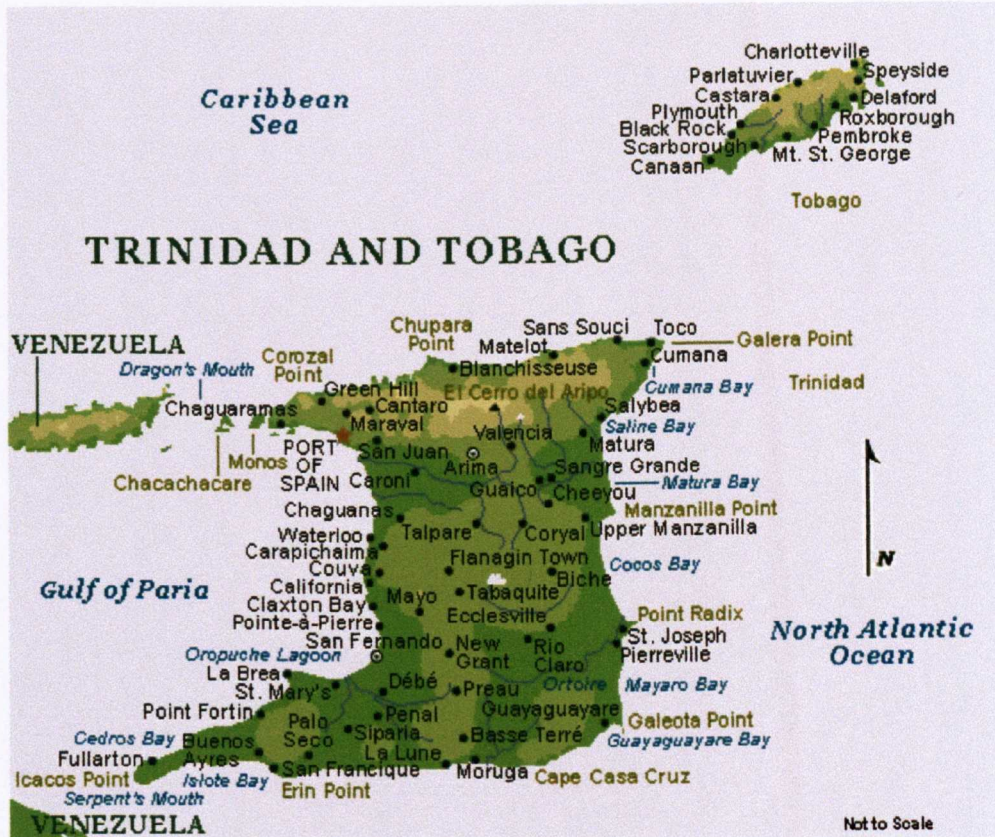 Charlotteville
Parlatuvier
Speyside
Castara
Delaford
Plymouth
Roxborough
Black Rock
Pembroke
Scarborough
Mt. St. George
Canaan
Tobago
Caribbean
Sea
TRINIDAD AND TOBAGO
VENEZUELA
Dragon's Mouth
Corozal
Point
Chupara
Point
Sans Souci
Toco
Galera Point
Matelot
Cumana
Blanchisseuse
Cumana Bay
Trinidad
Green Hill
El Cerro del Aripo
Chaguaramas
Cantaro
Salybea
Maraval
Saline Bay
Valencia
Matura
PORT
OF
SPAIN
San Juan
Monos
Chacachacare
Arima
Sangre Grande
Caroni
Guaico
Cheeyou
Matura Bay
Manzanilla Point
Chaguanas
Talpare
Coryal
Upper Manzanilla
Waterloo
Carapichaima
Flanagin Town
Couva
Biche
Cocos Bay
California
Gulf of Paria
Mayo
Tabaquite
Claxton Bay
Ecclesville
Point Radix
Pointe-à-Pierre
St. Joseph
San Fernando
New
Grant
Rio
Claro
Pierreville
North Atlantic
Ocean
Oropuche Lagoon
La Brea
St. Mary's
Débé
Preau
Ortoire
Mayaro Bay
Point Fortin
Palo
Seco
Penal
Guayaguayare
Galeota Point
Siparia
Cedros Bay
Buenos
Ayres
La Lune
Basse Terré
Guayaguayare Bay
Fullarton
San Francique
Moruga
Cape Casa Cruz
Icacos Point
Islote Bay
Erin Point
Serpent's Mouth
VENEZUELA
N
Not to Scale